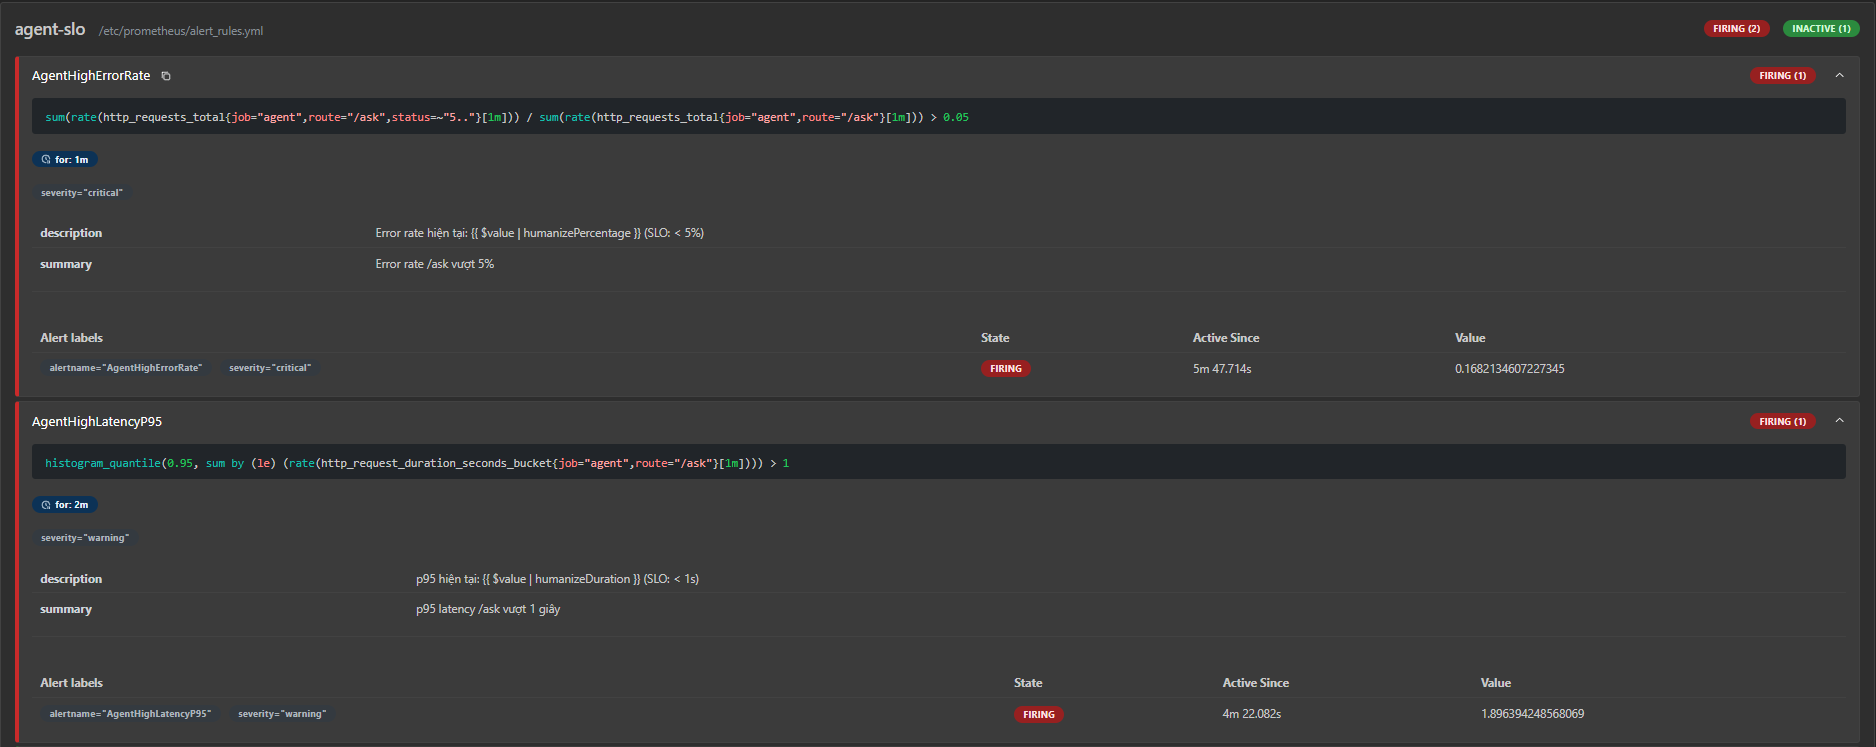 agent-slo /etc/prometheus/alert_rules.yml FIRING (2) INACTIVE (1)
AgentHighErrorRate FIRING (1)
sum(rate(http_requests_total{job="agent",route="/ask",status=~"5.."}[1m])) / sum(rate(http_requests_total{job="agent",route="/ask"}[1m])) > 0.05
for: 1m
severity="critical"
description Error rate hiện tại: {{ $value | humanizePercentage }} (SLO: < 5%)
summary Error rate /ask vượt 5%
Alert labels State Active Since Value
alertname="AgentHighErrorRate" severity="critical" FIRING 5m 47.714s 0.1682134607227345
AgentHighLatencyP95 FIRING (1)
histogram_quantile(0.95, sum by (le) (rate(http_request_duration_seconds_bucket{job="agent",route="/ask"}[1m]))) > 1
for: 2m
severity="warning"
description p95 hiện tại: {{ $value | humanizeDuration }} (SLO: < 1s)
summary p95 latency /ask vượt 1 giây
Alert labels State Active Since Value
alertname="AgentHighLatencyP95" severity="warning" FIRING 4m 22.082s 1.896394248568069